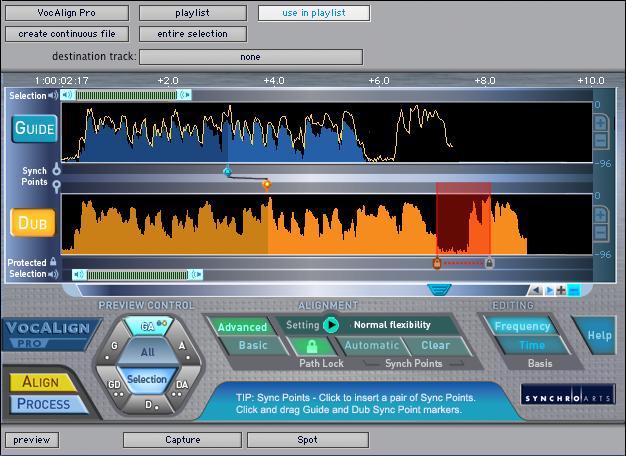 VocAlign Pro playlist use in playlist
create continuous file entire selection
destination track: none
1:00:02:17 +2.0 +4.0 +6.0 +8.0 +10.0
Selection
0
GUIDE
-96
Synch
Points
0
DUB
-96
Protected
Selection
PREVIEW CONTROL ALIGNMENT EDITING
VOCALIGN
PRO
GA
G A
All
Selection
GD DA
D
Advanced Setting Normal flexibility
Basic Automatic Clear
Path Lock Synch Points
Frequency
Time
Basis
Help
ALIGN
PROCESS
TIP: Sync Points - Click to insert a pair of Sync Points.
Click and drag Guide and Dub Sync Point markers.
SYNCHRO ARTS
preview Capture Spot